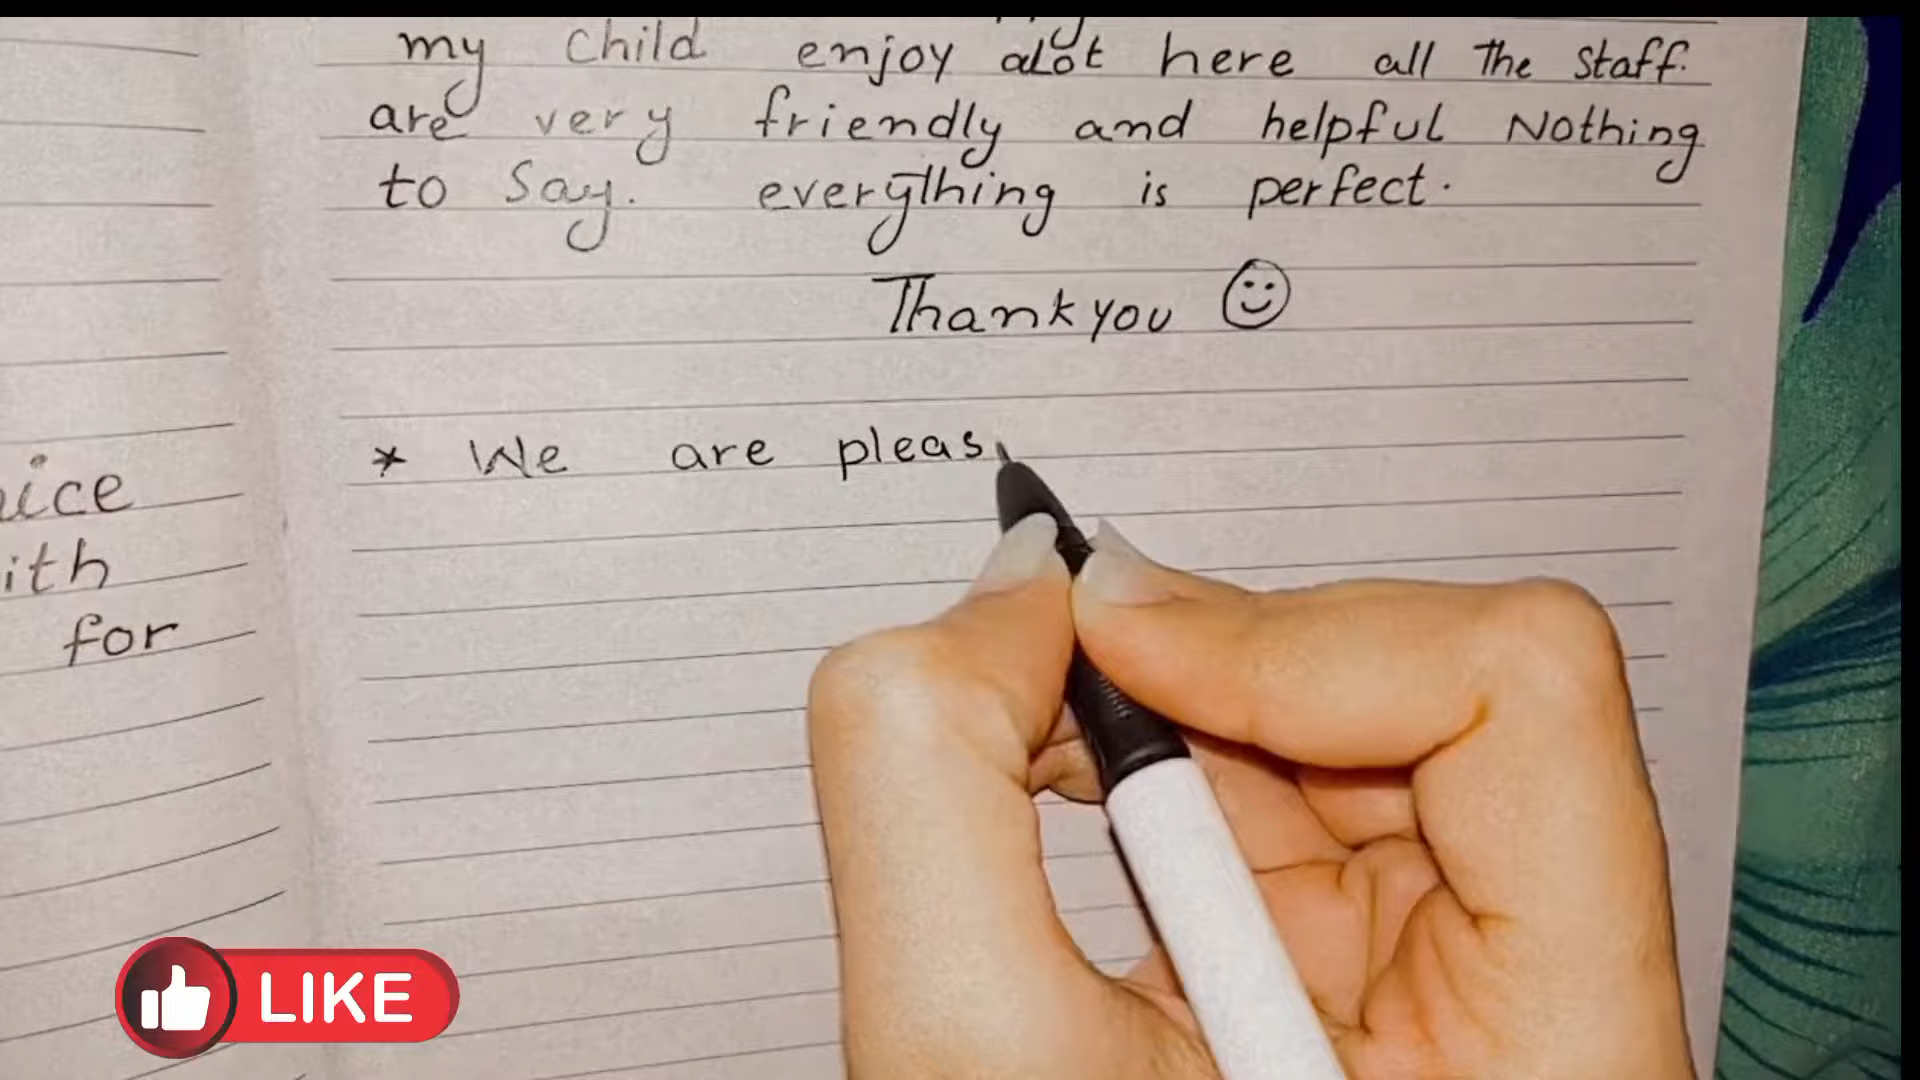 my child enjoy alot here all The staff.
are very friendly and helpful Nothing
to say. everything is perfect.
Thankyou
* We are pleas
ith
for
LIKE